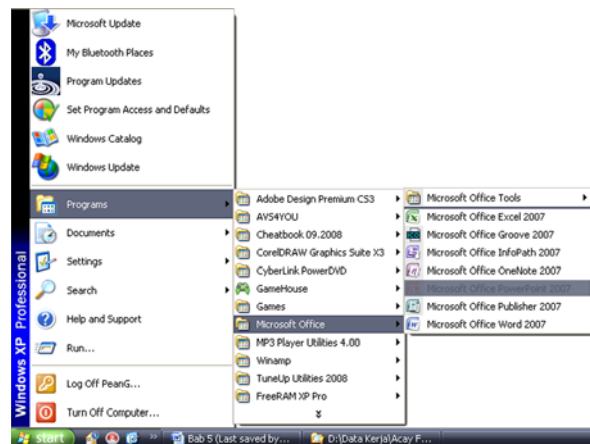 Microsoft Update
My Bluetooth Places
Program Updates
Set Program Access and Defaults
Windows Catalog
Windows Update
Programs
Documents
Settings
Search
Help and Support
Run...
Log Off PeanG...
Turn Off Computer...
Windows XP Professional
Adobe Design Premium CS3
AVS4YOU
Cheatbook 09.2008
CorelDRAW Graphics Suite X3
CyberLink PowerDVD
GameHouse
Games
Microsoft Office
MP3 Player Utilities 4.00
Winamp
TuneUp Utilities 2008
FreeRAM XP Pro
Microsoft Office Tools
Microsoft Office Excel 2007
Microsoft Office Groove 2007
Microsoft Office InfoPath 2007
Microsoft Office OneNote 2007
Microsoft Office PowerPoint 2007
Microsoft Office Publisher 2007
Microsoft Office Word 2007
start
Bab 5 (Last saved by...
D:\Data Kerja\Acay F...